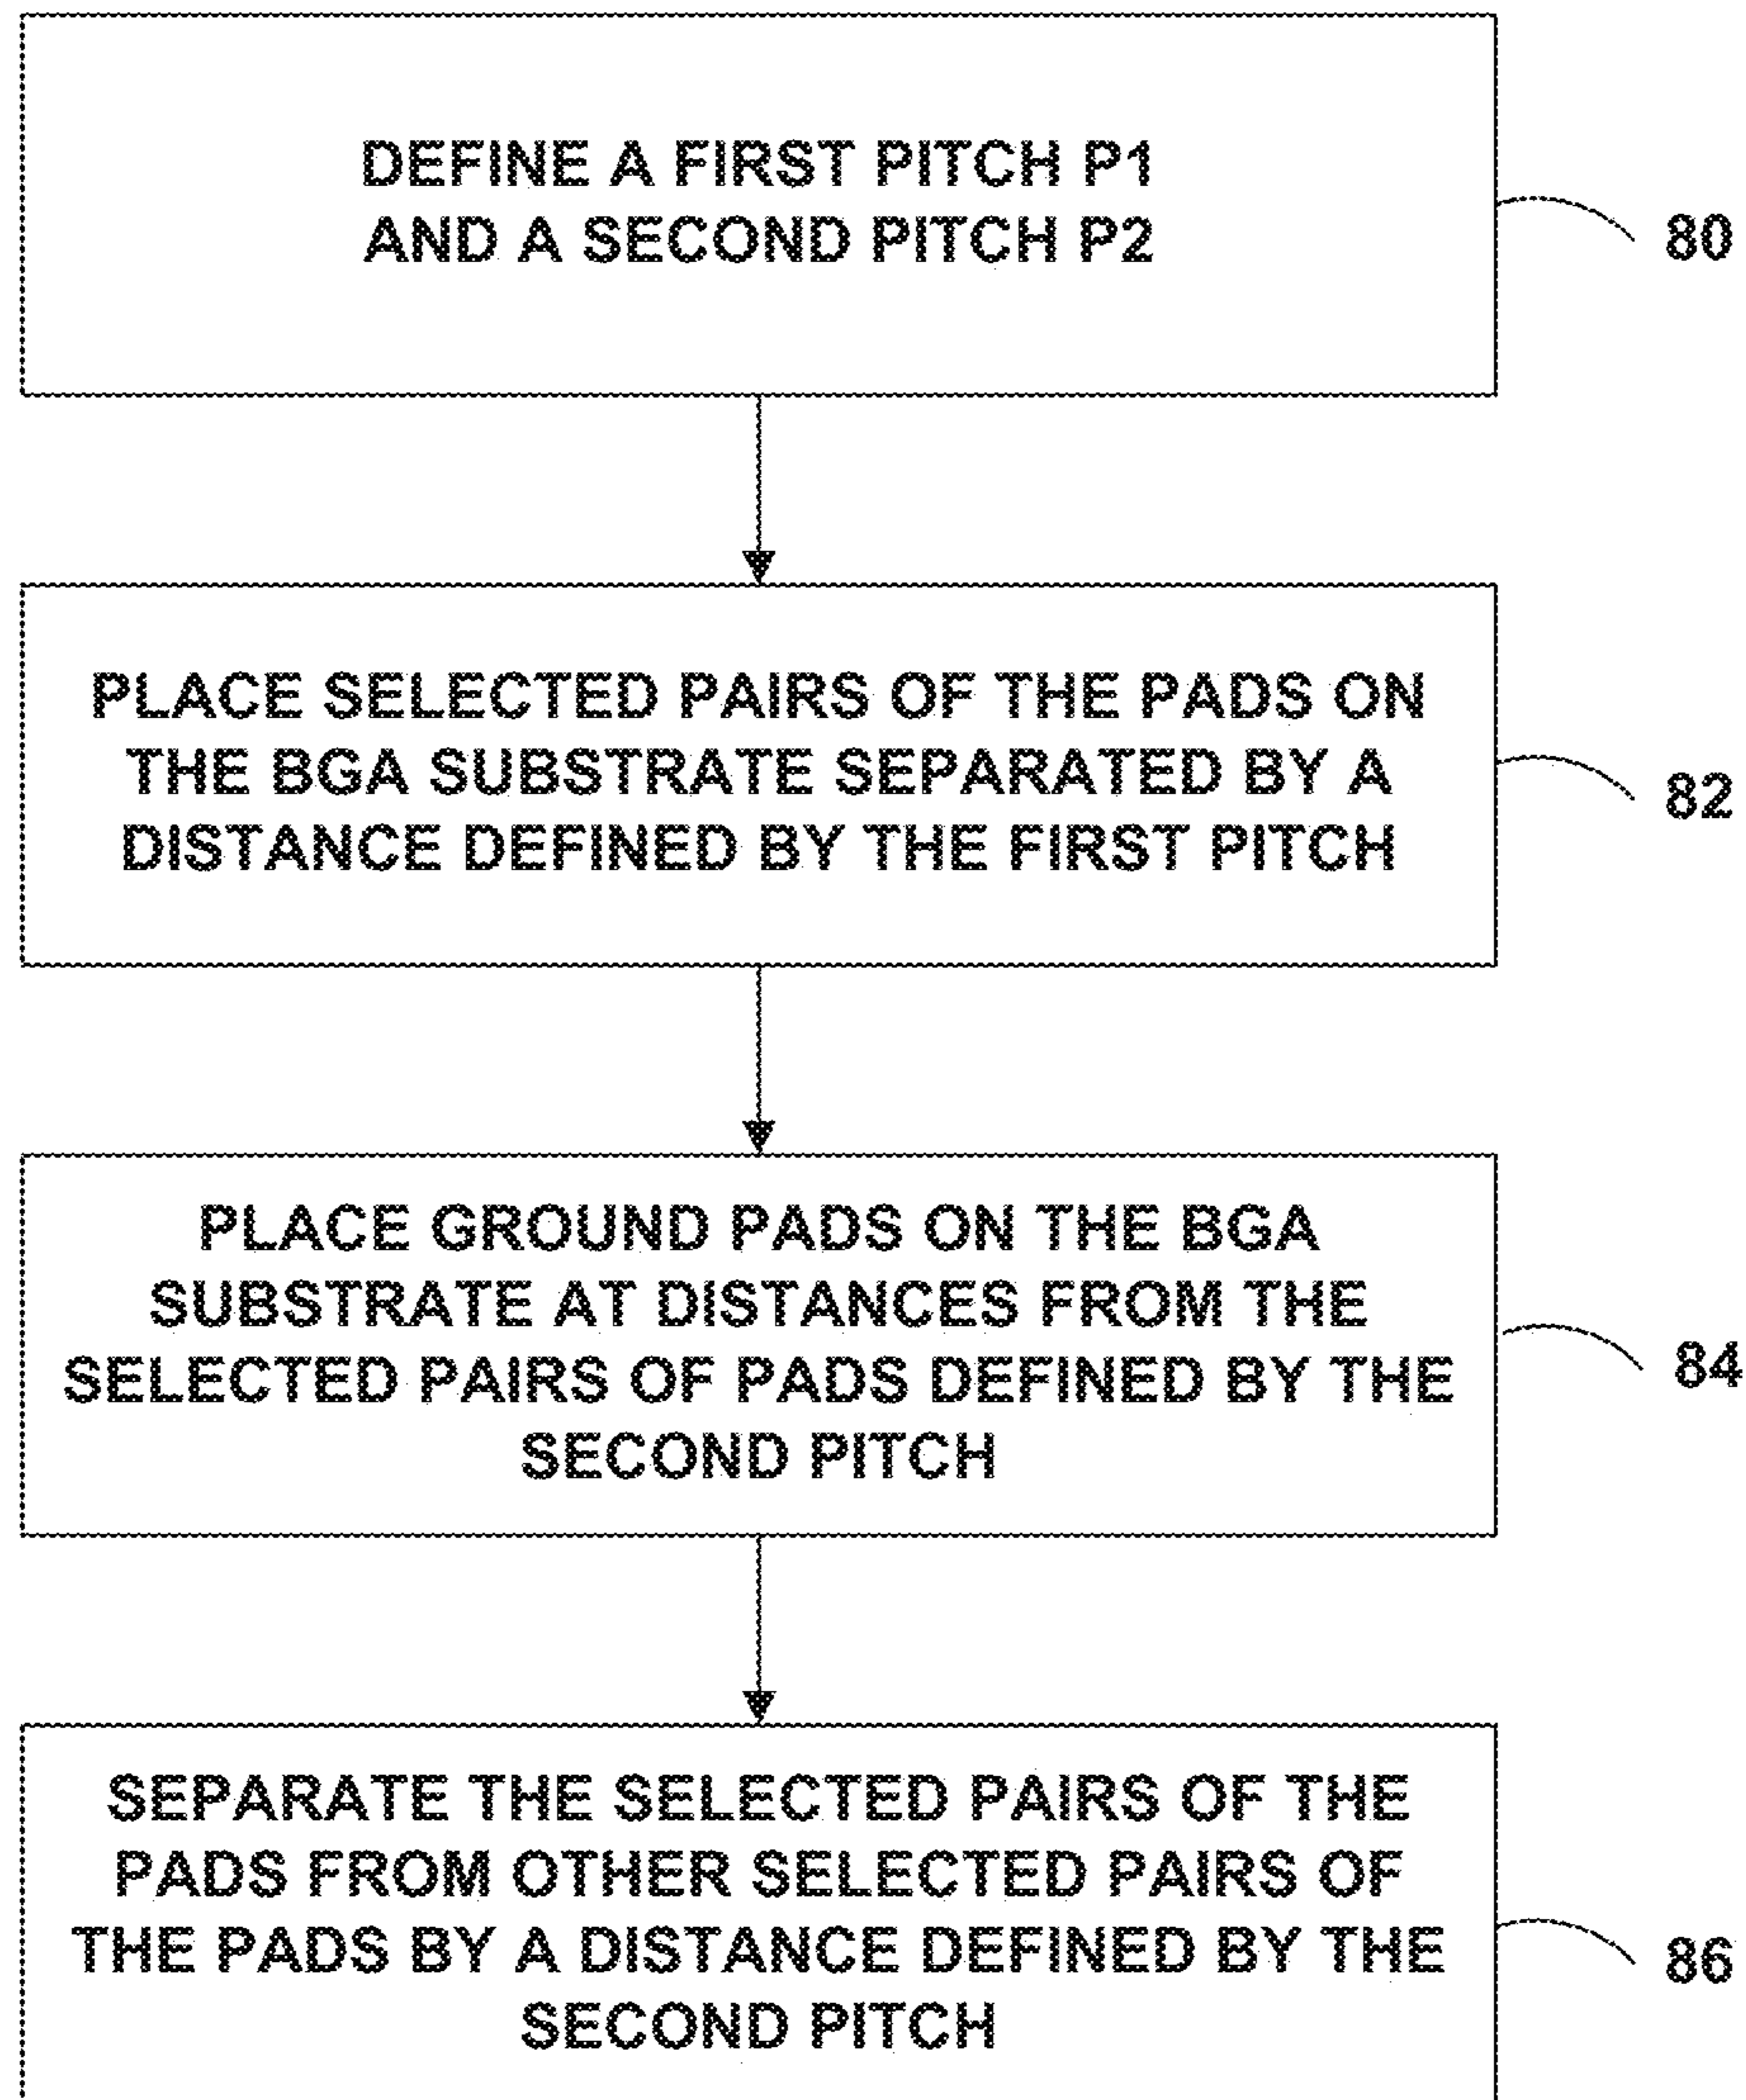 DEFINE A FIRST PITCH P1
AND A SECOND PITCH P2
80
PLACE SELECTED PAIRS OF THE PADS ON
THE BGA SUBSTRATE SEPARATED BY A
DISTANCE DEFINED BY THE FIRST PITCH
82
PLACE GROUND PADS ON THE BGA
SUBSTRATE AT DISTANCES FROM THE
SELECTED PAIRS OF PADS DEFINED BY THE
SECOND PITCH
84
SEPARATE THE SELECTED PAIRS OF THE
PADS FROM OTHER SELECTED PAIRS OF
THE PADS BY A DISTANCE DEFINED BY THE
SECOND PITCH
86